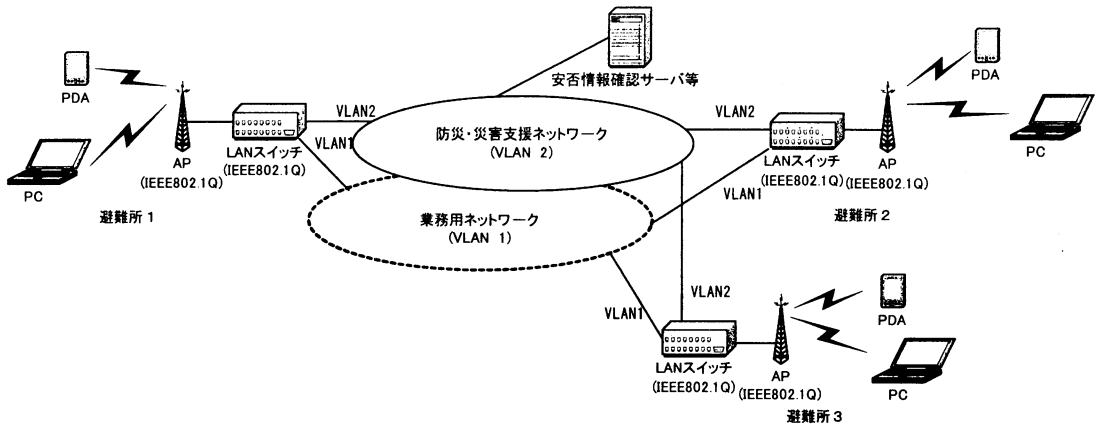 安否情報確認サーバ等
PDA
PC
AP
(IEEE802.1Q)
LANスイッチ
(IEEE802.1Q)
避難所1
VLAN2
VLAN1
防災・災害支援ネットワーク
(VLAN 2)
業務用ネットワーク
(VLAN 1)
VLAN2
VLAN1
LANスイッチ
(IEEE802.1Q)
AP
(IEEE802.1Q)
PDA
PC
避難所2
VLAN2
VLAN1
LANスイッチ
(IEEE802.1Q)
AP
(IEEE802.1Q)
PDA
PC
避難所3